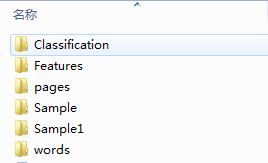 名称
Classification
Features
pages
Sample
Sample1
words